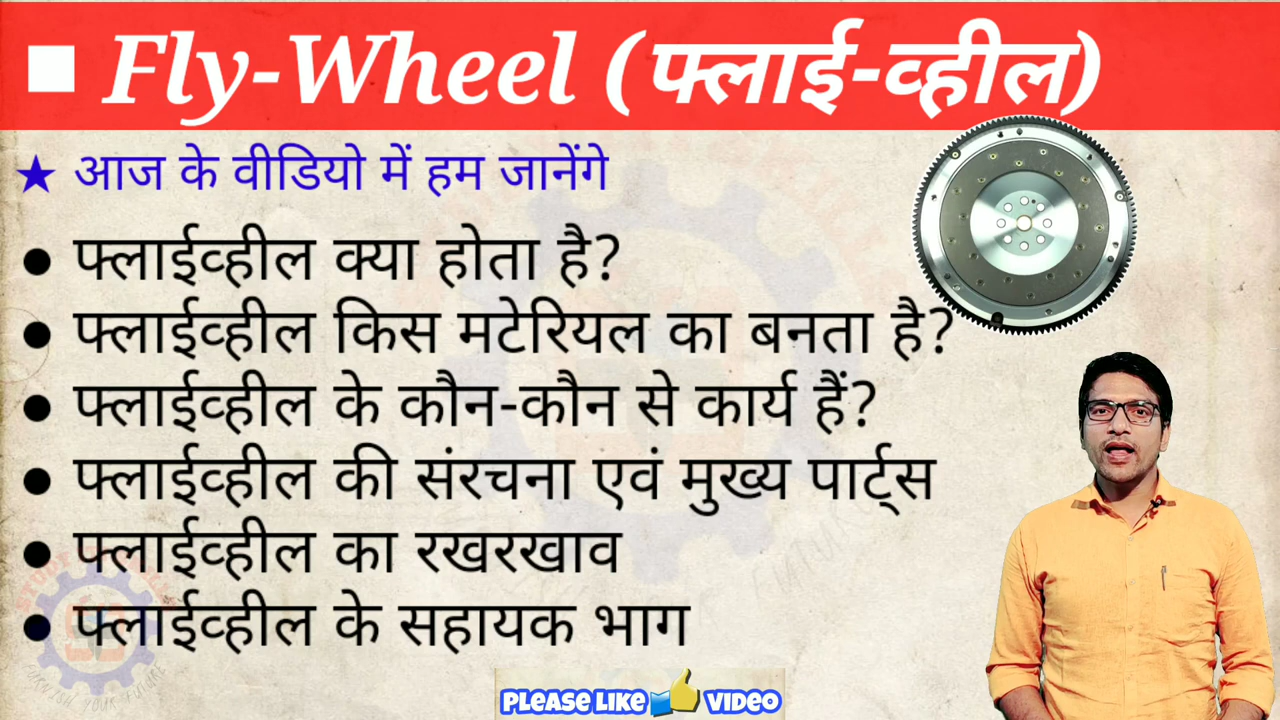 ■ Fly-Wheel (फ्लाई-व्हील)
★ आज के वीडियो में हम जानेंगे
● फ्लाईव्हील क्या होता है?
● फ्लाईव्हील किस मटेरियल का बनता है?
● फ्लाईव्हील के कौन-कौन से कार्य हैं?
● फ्लाईव्हील की संरचना एवं मुख्य पार्ट्स
● फ्लाईव्हील का रखरखाव
● फ्लाईव्हील के सहायक भाग
PLEASE LIKE VIDEO